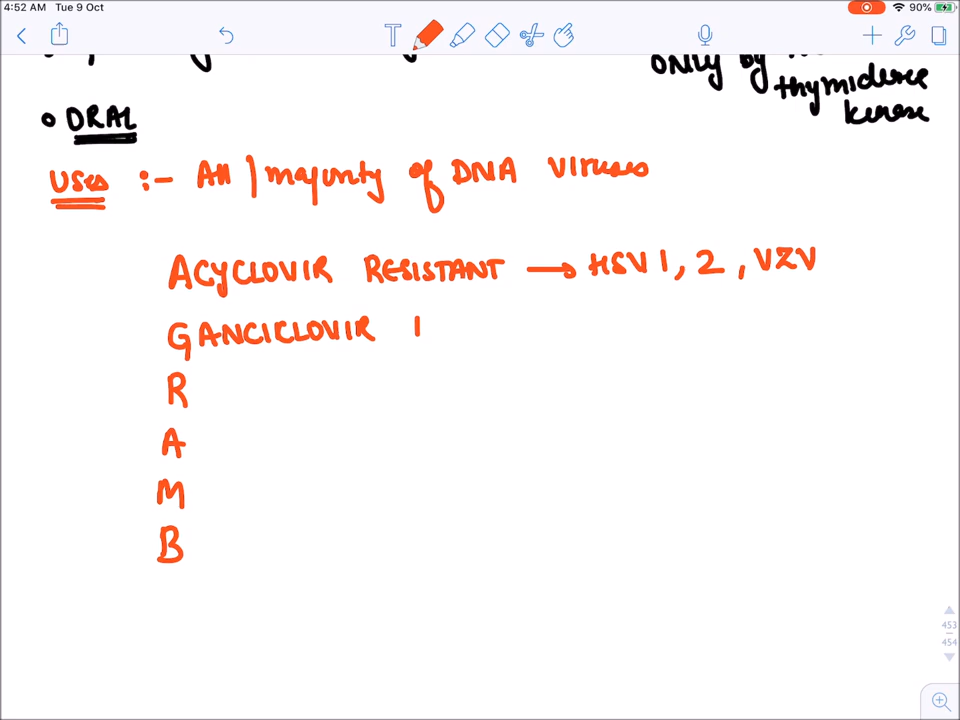 4:52 AM Tue 9 Oct 90%
T
only by
thymidine
kinase
ORAL
Uses :- All / majority of DNA Viruses
ACYCLOVIR RESISTANT → HSV 1, 2, VZV
GANCICLOVIR I
R
A
M
B
453
454